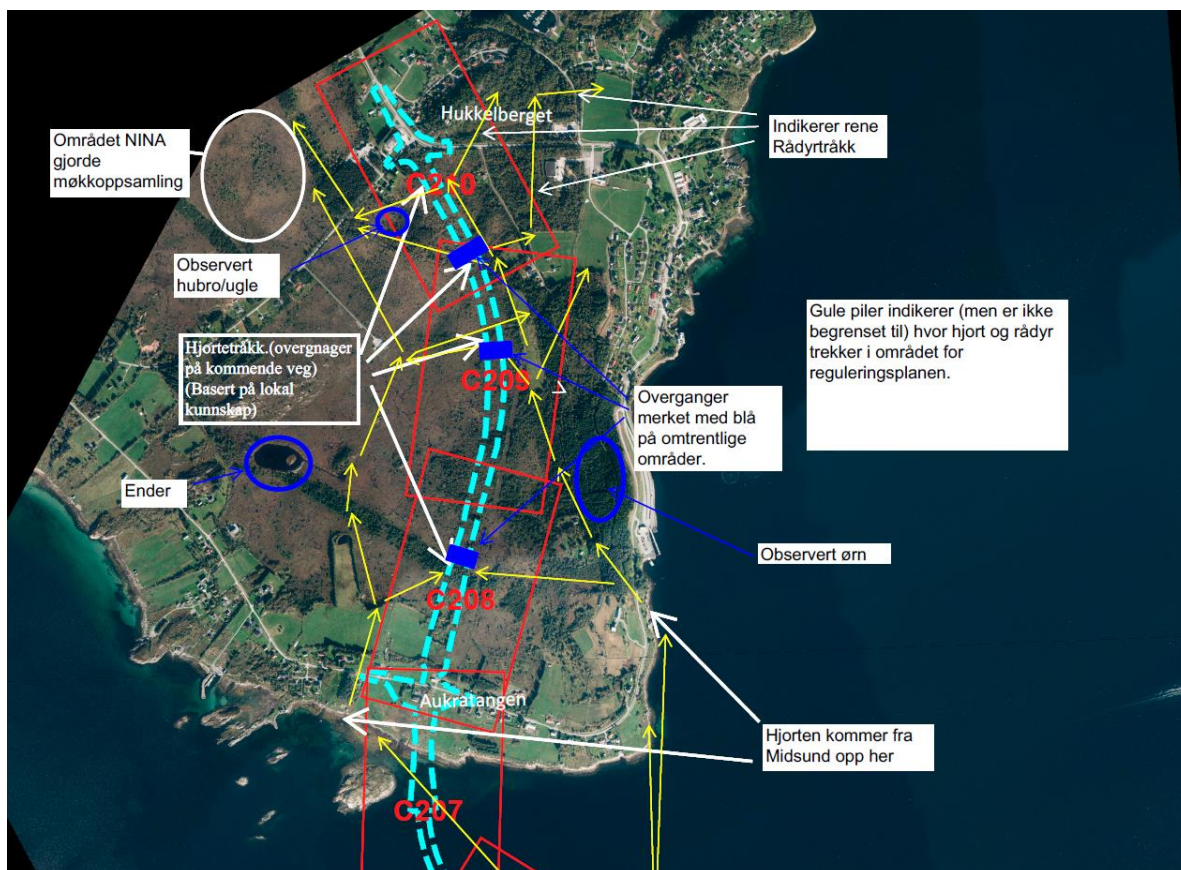 Hukkelberget
Indikerer rene
Rådyrtråkk
Området NINA
gjorde
møkkoppsamling
C210
Observert
hubro/ugle
Gule piler indikerer (men er ikke
begrenset til) hvor hjort og rådyr
trekker i området for
reguleringsplanen.
Hjortetråkk.(overgnager
på kommende veg)
(Basert på lokal
kunnskap)
C209
Overganger
merket med blå
på omtrentlige
områder.
Ender
Observert ørn
C208
Aukratangen
Hjorten kommer fra
Midsund opp her
C207